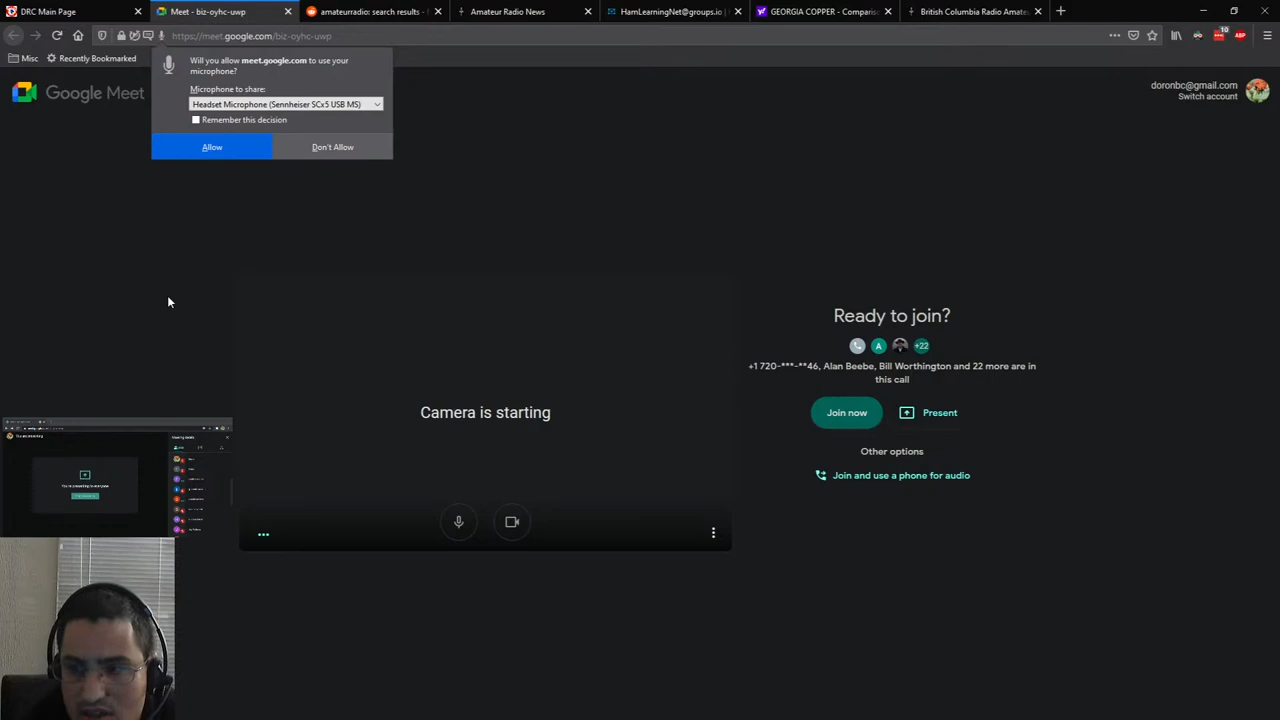 DRC Main Page
Meet - biz-oyhc-uwp
amateurradio: search results -
Amateur Radio News
HamLearningNet@groups.io |
GEORGIA COPPER - Comparis
British Columbia Radio Amate
https://meet.google.com/biz-oyhc-uwp
10
ABP
Misc
Recently Bookmarked
Google Meet
Will you allow meet.google.com to use your
microphone?
Microphone to share:
Headset Microphone (Sennheiser SCx5 USB MS)
Remember this decision
Allow
Don't Allow
doronbc@gmail.com
Switch account
Camera is starting
Ready to join?
A
+22
+1 720-***-**46, Alan Beebe, Bill Worthington and 22 more are in
this call
Join now
Present
Other options
Join and use a phone for audio